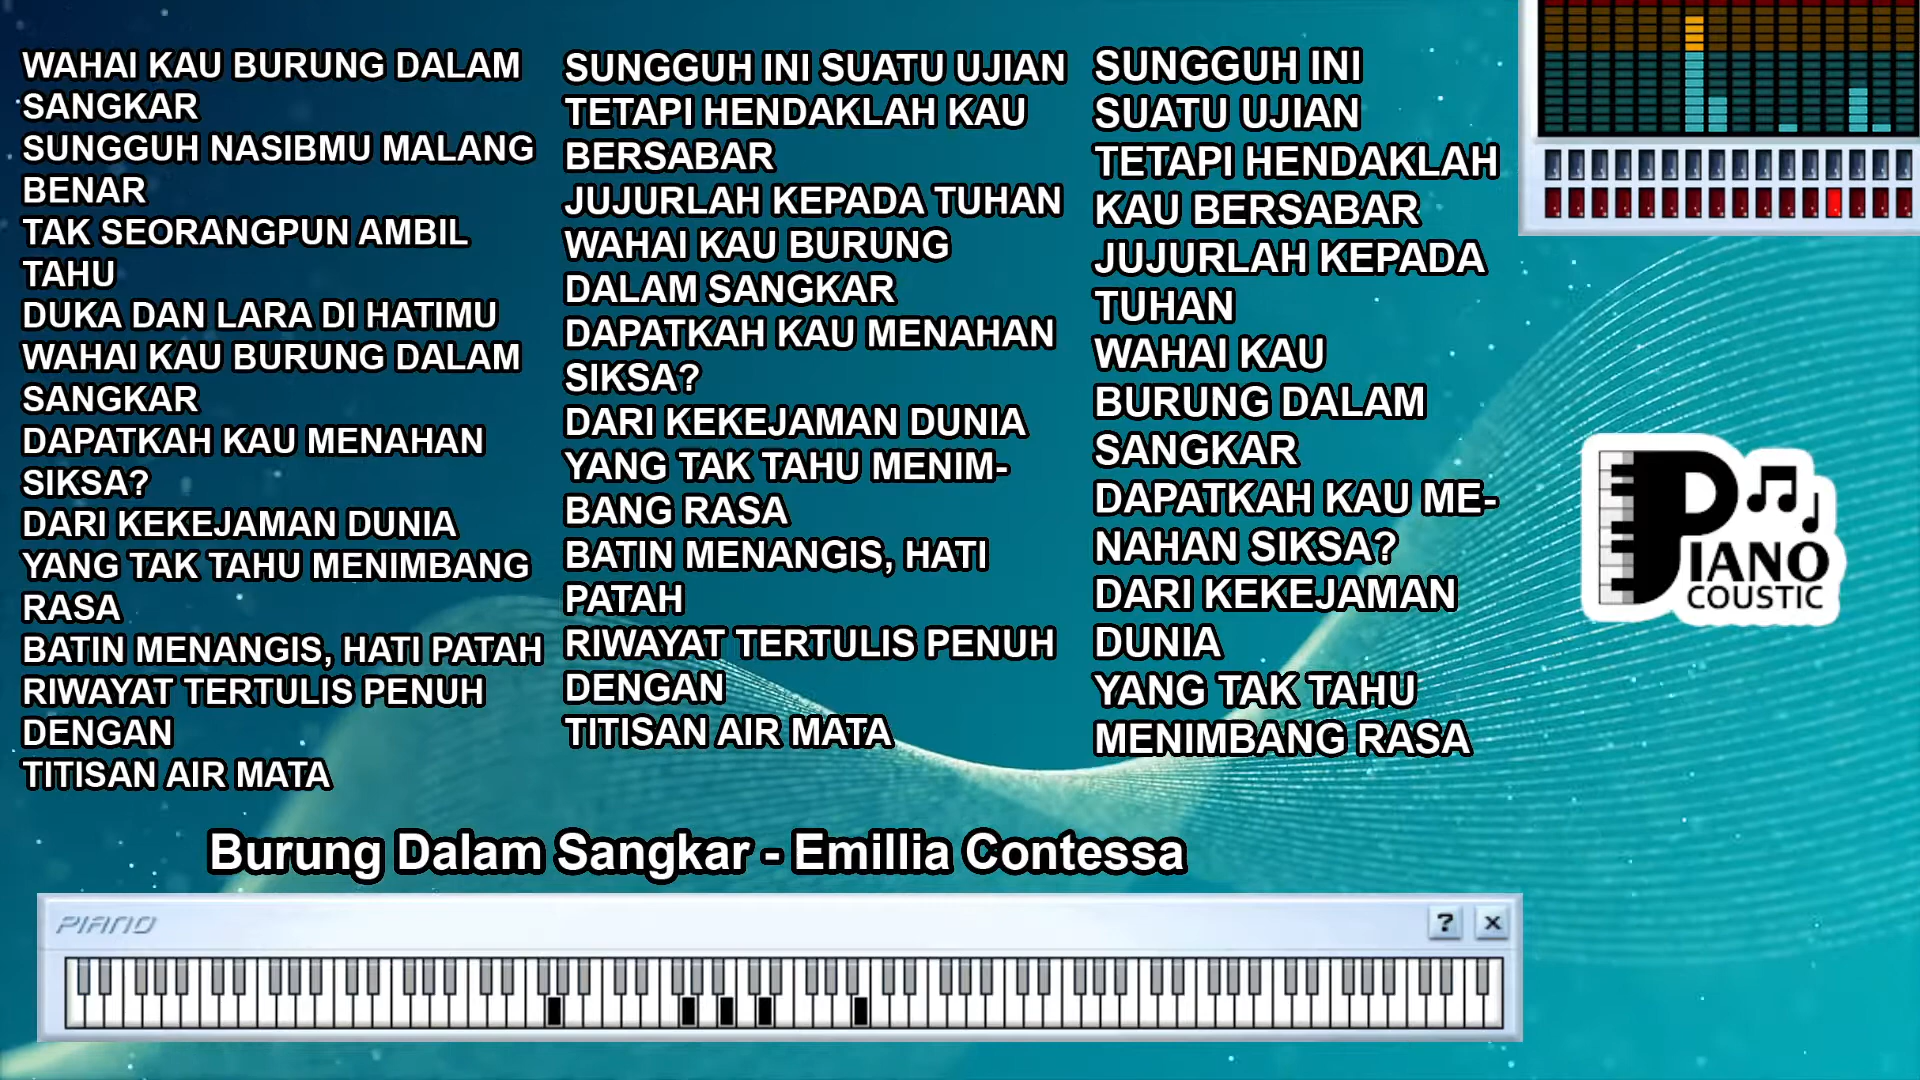 WAHAI KAU BURUNG DALAM
SANGKAR
SUNGGUH NASIBMU MALANG
BENAR
TAK SEORANGPUN AMBIL
TAHU
DUKA DAN LARA DI HATIMU
WAHAI KAU BURUNG DALAM
SANGKAR
DAPATKAH KAU MENAHAN
SIKSA?
DARI KEKEJAMAN DUNIA
YANG TAK TAHU MENIMBANG
RASA
BATIN MENANGIS, HATI PATAH
RIWAYAT TERTULIS PENUH
DENGAN
TITISAN AIR MATA
SUNGGUH INI SUATU UJIAN
TETAPI HENDAKLAH KAU
BERSABAR
JUJURLAH KEPADA TUHAN
WAHAI KAU BURUNG
DALAM SANGKAR
DAPATKAH KAU MENAHAN
SIKSA?
DARI KEKEJAMAN DUNIA
YANG TAK TAHU MENIM-
BANG RASA
BATIN MENANGIS, HATI
PATAH
RIWAYAT TERTULIS PENUH
DENGAN
TITISAN AIR MATA
SUNGGUH INI
SUATU UJIAN
TETAPI HENDAKLAH
KAU BERSABAR
JUJURLAH KEPADA
TUHAN
WAHAI KAU
BURUNG DALAM
SANGKAR
DAPATKAH KAU ME-
NAHAN SIKSA?
DARI KEKEJAMAN
DUNIA
YANG TAK TAHU
MENIMBANG RASA
PIANO
COUSTIC
Burung Dalam Sangkar - Emillia Contessa
PIANO
? X